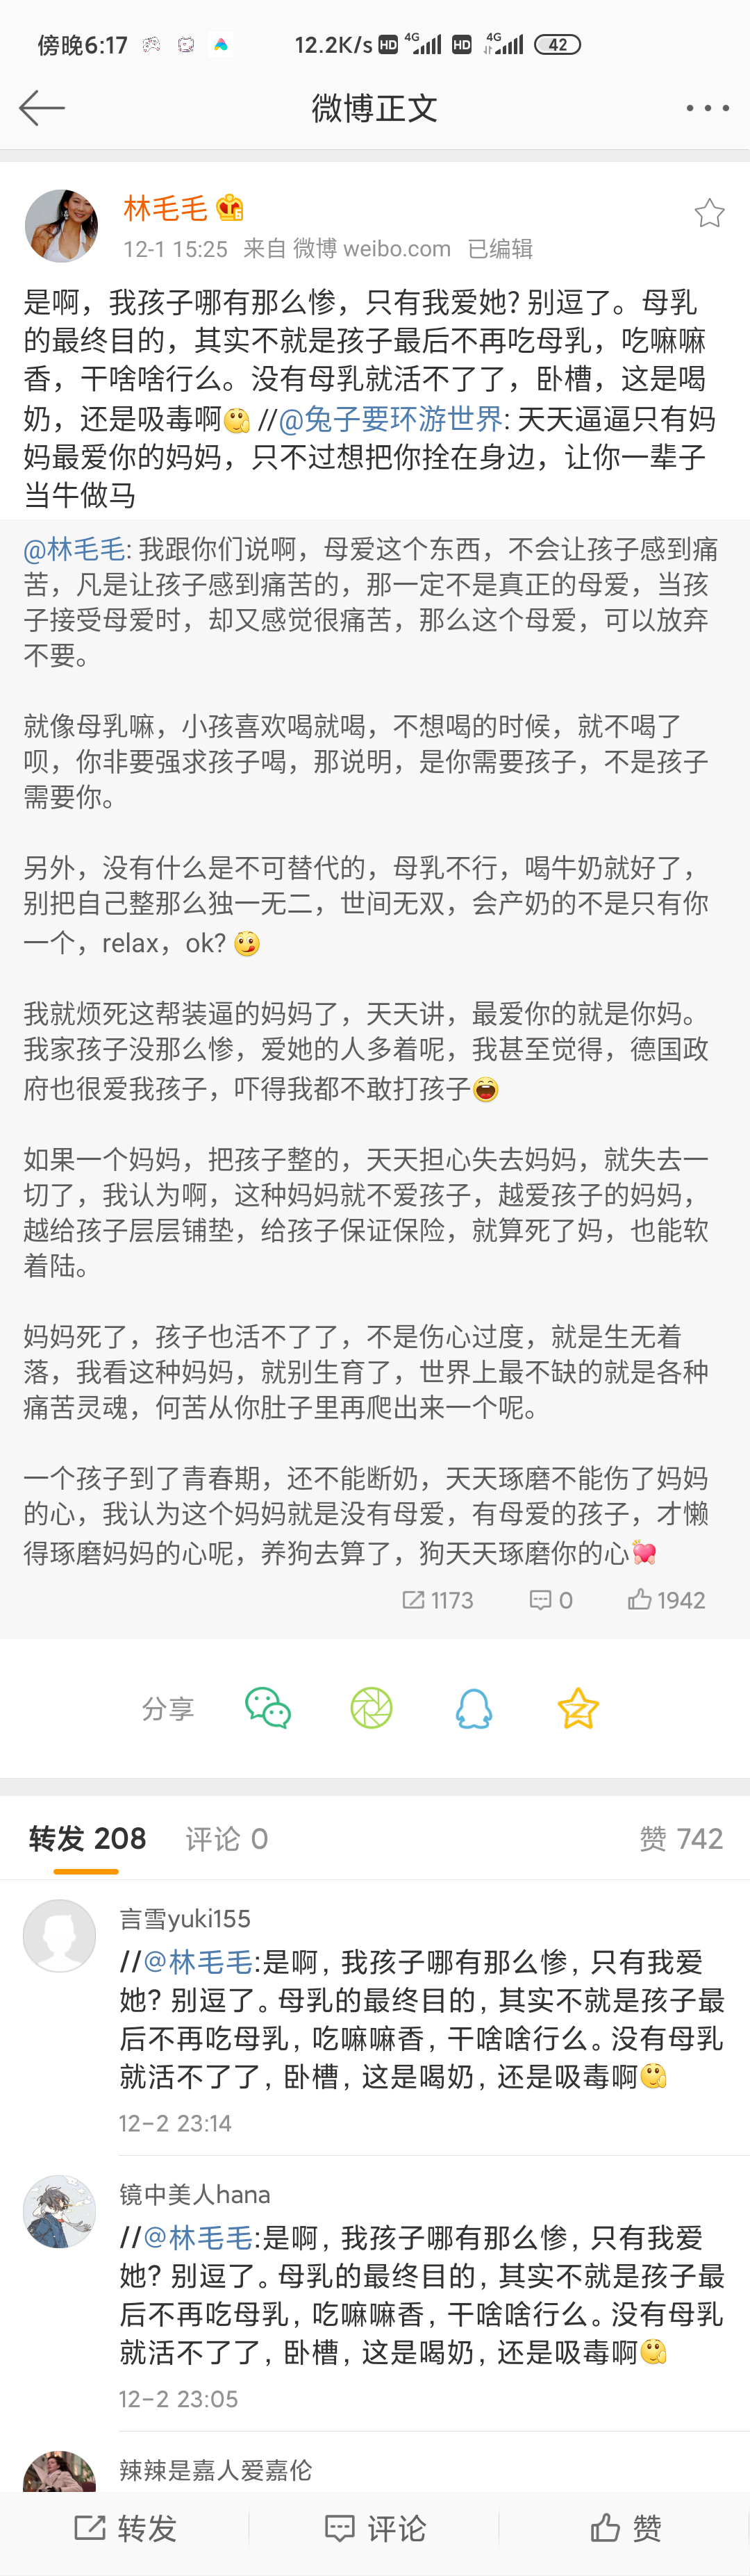 傍晚6:17
12.2K/s HD 4G HD 4G 42
微博正文
林毛毛
12-1 15:25 来自 微博 weibo.com 已编辑
是啊，我孩子哪有那么惨，只有我爱她? 别逗了。母乳
的最终目的，其实不就是孩子最后不再吃母乳，吃嘛嘛
香，干啥啥行么。没有母乳就活不了了，卧槽，这是喝
奶，还是吸毒啊 //@兔子要环游世界: 天天逼逼只有妈
妈最爱你的妈妈，只不过想把你拴在身边，让你一辈子
当牛做马
@林毛毛: 我跟你们说啊，母爱这个东西，不会让孩子感到痛
苦，凡是让孩子感到痛苦的，那一定不是真正的母爱，当孩
子接受母爱时，却又感觉很痛苦，那么这个母爱，可以放弃
不要。
就像母乳嘛，小孩喜欢喝就喝，不想喝的时候，就不喝了
呗，你非要强求孩子喝，那说明，是你需要孩子，不是孩子
需要你。
另外，没有什么是不可替代的，母乳不行，喝牛奶就好了，
别把自己整那么独一无二，世间无双，会产奶的不是只有你
一个，relax，ok?
我就烦死这帮装逼的妈妈了，天天讲，最爱你的就是你妈。
我家孩子没那么惨，爱她的人多着呢，我甚至觉得，德国政
府也很爱我孩子，吓得我都不敢打孩子
如果一个妈妈，把孩子整的，天天担心失去妈妈，就失去一
切了，我认为啊，这种妈妈就不爱孩子，越爱孩子的妈妈，
越给孩子层层铺垫，给孩子保证保险，就算死了妈，也能软
着陆。
妈妈死了，孩子也活不了了，不是伤心过度，就是生无着
落，我看这种妈妈，就别生育了，世界上最不缺的就是各种
痛苦灵魂，何苦从你肚子里再爬出来一个呢。
一个孩子到了青春期，还不能断奶，天天琢磨不能伤了妈妈
的心，我认为这个妈妈就是没有母爱，有母爱的孩子，才懒
得琢磨妈妈的心呢，养狗去算了，狗天天琢磨你的心
1173 0 1942
分享
转发 208 评论 0 赞 742
言雪yuki155
//@林毛毛:是啊，我孩子哪有那么惨，只有我爱
她? 别逗了。母乳的最终目的，其实不就是孩子最
后不再吃母乳，吃嘛嘛香，干啥啥行么。没有母乳
就活不了了，卧槽，这是喝奶，还是吸毒啊
12-2 23:14
镜中美人hana
//@林毛毛:是啊，我孩子哪有那么惨，只有我爱
她? 别逗了。母乳的最终目的，其实不就是孩子最
后不再吃母乳，吃嘛嘛香，干啥啥行么。没有母乳
就活不了了，卧槽，这是喝奶，还是吸毒啊
12-2 23:05
辣辣是嘉人爱嘉伦
转发 评论 赞